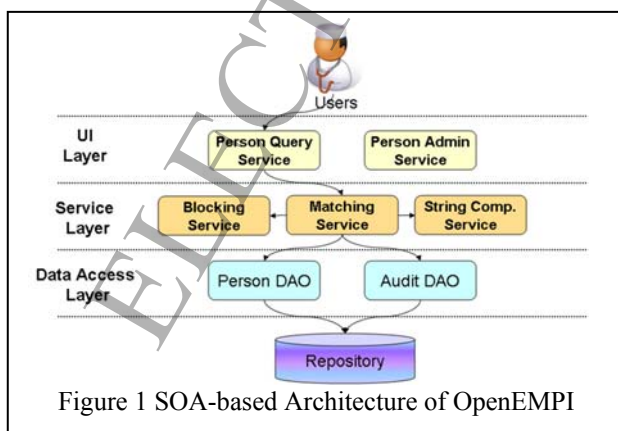 ELECT
Users
UI
Layer
Person Query
Service
Person Admin
Service
Service
Layer
Blocking
Service
Matching
Service
String Comp.
Service
Data Access
Layer
Person DAO
Audit DAO
Repository
Figure 1 SOA-based Architecture of OpenEMPI